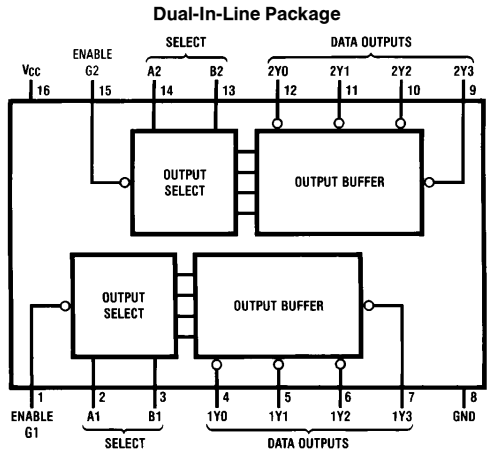 Dual-In-Line Package
SELECT DATA OUTPUTS
ENABLE
VCC G2 A2 B2 2Y0 2Y1 2Y2 2Y3
16 15 14 13 12 11 10 9
OUTPUT
SELECT
OUTPUT BUFFER
OUTPUT
SELECT
OUTPUT BUFFER
1 2 3 4 5 6 7 8
ENABLE A1 B1 1Y0 1Y1 1Y2 1Y3 GND
G1
SELECT DATA OUTPUTS